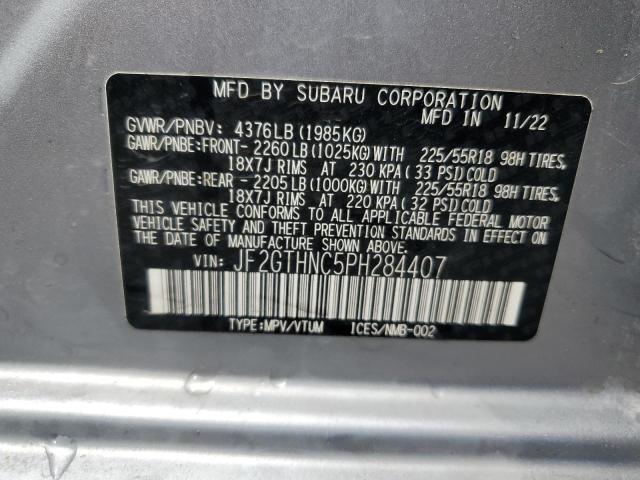 MFD BY SUBARU CORPORATION
MFD IN 11/22
GVWR/PNBV: 4376LB (1985KG)
GAWR/PNBE:FRONT- 2260LB (1025KG)WITH 225/55R18 98H TIRES,
18X7J RIMS AT 230 KPA (33 PSI)COLD
GAWR/PNBE:REAR - 2205LB (1000KG)WITH 225/55R18 98H TIRES,
18X7J RIMS AT 220 KPA (32 PSI)COLD
THIS VEHICLE CONFORMS TO ALL APPLICABLE FEDERAL MOTOR
VEHICLE SAFETY AND THEFT PREVENTION STANDARDS IN EFFECT
ON THE DATE OF MANUFACTURE SHOWN ABOVE.
VIN: JF2GTHNC5PH284407
TYPE:MPV/VTUM ICES/NMB-002